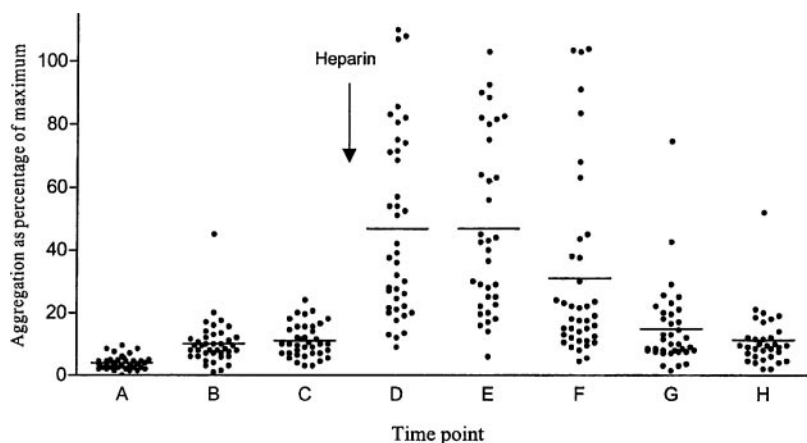 Aggregation as percentage of maximum
100
80
60
40
20
0
Heparin
A B C D E F G H
Time point